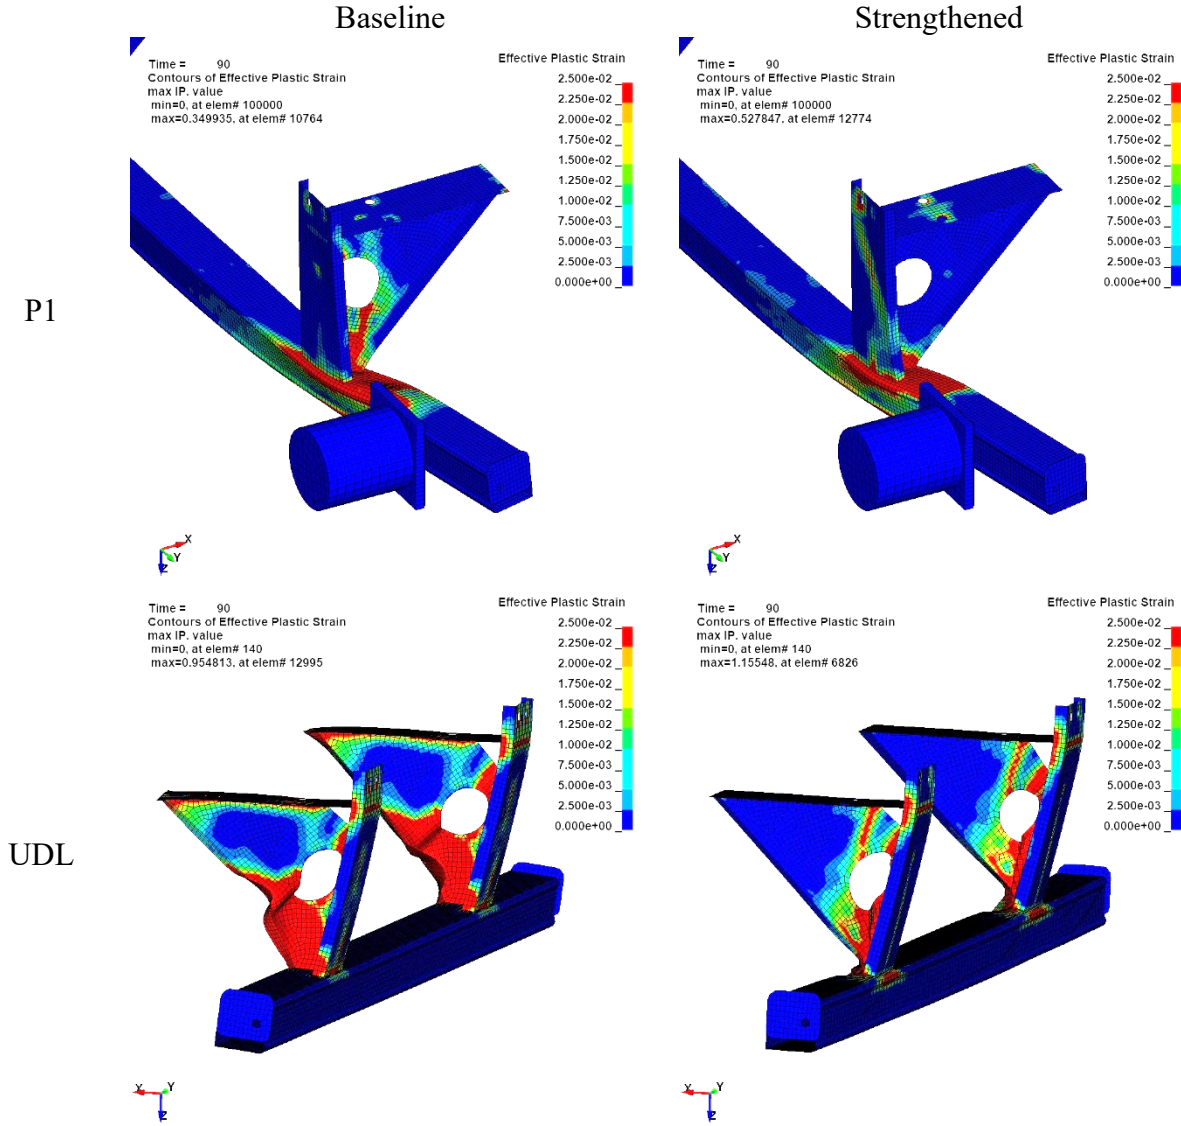 Baseline
Strengthened
P1
Time = 90
Contours of Effective Plastic Strain
max IP. value
min=0, at elem# 100000
max=0.349935, at elem# 10764
Effective Plastic Strain
2.500e-02
2.250e-02
2.000e-02
1.750e-02
1.500e-02
1.250e-02
1.000e-02
7.500e-03
5.000e-03
2.500e-03
0.000e+00
X
Y
Z
Time = 90
Contours of Effective Plastic Strain
max IP. value
min=0, at elem# 100000
max=0.527847, at elem# 12774
Effective Plastic Strain
2.500e-02
2.250e-02
2.000e-02
1.750e-02
1.500e-02
1.250e-02
1.000e-02
7.500e-03
5.000e-03
2.500e-03
0.000e+00
X
Y
Z
UDL
Time = 90
Contours of Effective Plastic Strain
max IP. value
min=0, at elem# 140
max=0.954813, at elem# 12995
Effective Plastic Strain
2.500e-02
2.250e-02
2.000e-02
1.750e-02
1.500e-02
1.250e-02
1.000e-02
7.500e-03
5.000e-03
2.500e-03
0.000e+00
X
Y
Z
Time = 90
Contours of Effective Plastic Strain
max IP. value
min=0, at elem# 140
max=1.15548, at elem# 6826
Effective Plastic Strain
2.500e-02
2.250e-02
2.000e-02
1.750e-02
1.500e-02
1.250e-02
1.000e-02
7.500e-03
5.000e-03
2.500e-03
0.000e+00
X
Y
Z